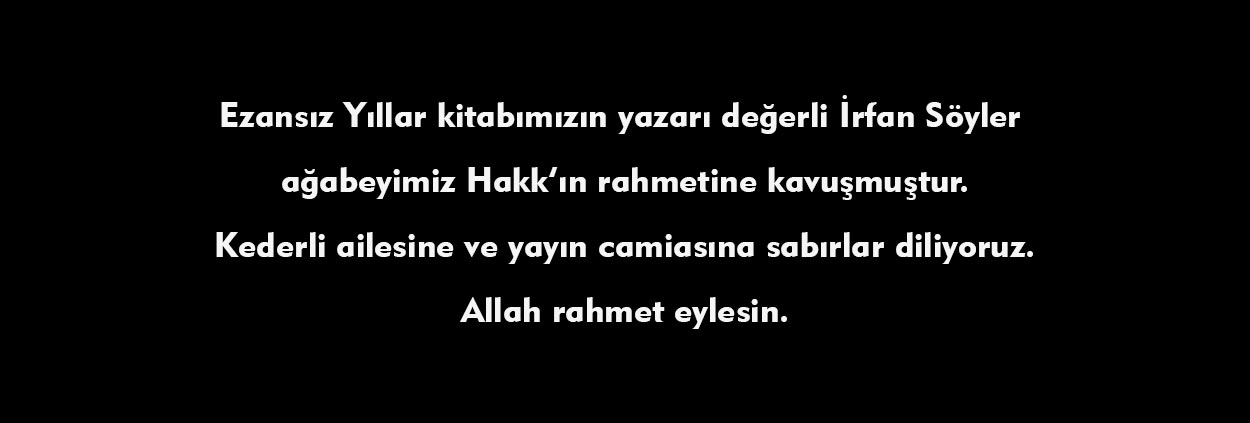 Ezansız Yıllar kitabımızın yazarı değerli İrfan Söyler
ağabeyimiz Hakk‘ın rahmetine kavuşmuştur.
Kederli ailesine ve yayın camiasına sabırlar diliyoruz.
Allah rahmet eylesin.